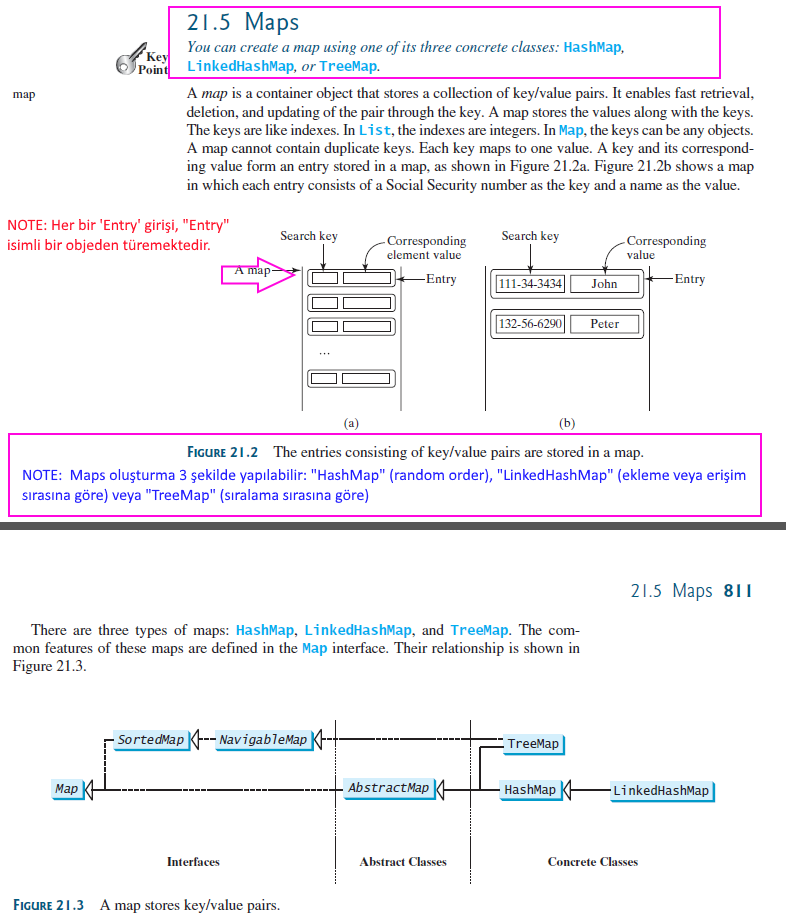 21.5 Maps
You can create a map using one of its three concrete classes: HashMap,
LinkedHashMap, or TreeMap.
Key
Point
map
A map is a container object that stores a collection of key/value pairs. It enables fast retrieval,
deletion, and updating of the pair through the key. A map stores the values along with the keys.
The keys are like indexes. In List, the indexes are integers. In Map, the keys can be any objects.
A map cannot contain duplicate keys. Each key maps to one value. A key and its correspond-
ing value form an entry stored in a map, as shown in Figure 21.2a. Figure 21.2b shows a map
in which each entry consists of a Social Security number as the key and a name as the value.
NOTE: Her bir 'Entry' girişi, "Entry"
isimli bir objeden türemektedir.
Search key
Corresponding
element value
A map
Entry
...
(a)
Search key
Corresponding
value
111-34-3434 John
Entry
132-56-6290 Peter
(b)
FIGURE 21.2 The entries consisting of key/value pairs are stored in a map.
NOTE: Maps oluşturma 3 şekilde yapılabilir: "HashMap" (random order), "LinkedHashMap" (ekleme veya erişim
sırasına göre) veya "TreeMap" (sıralama sırasına göre)
21.5 Maps 811
There are three types of maps: HashMap, LinkedHashMap, and TreeMap. The com-
mon features of these maps are defined in the Map interface. Their relationship is shown in
Figure 21.3.
SortedMap NavigableMap TreeMap
Map AbstractMap HashMap LinkedHashMap
Interfaces Abstract Classes Concrete Classes
FIGURE 21.3 A map stores key/value pairs.